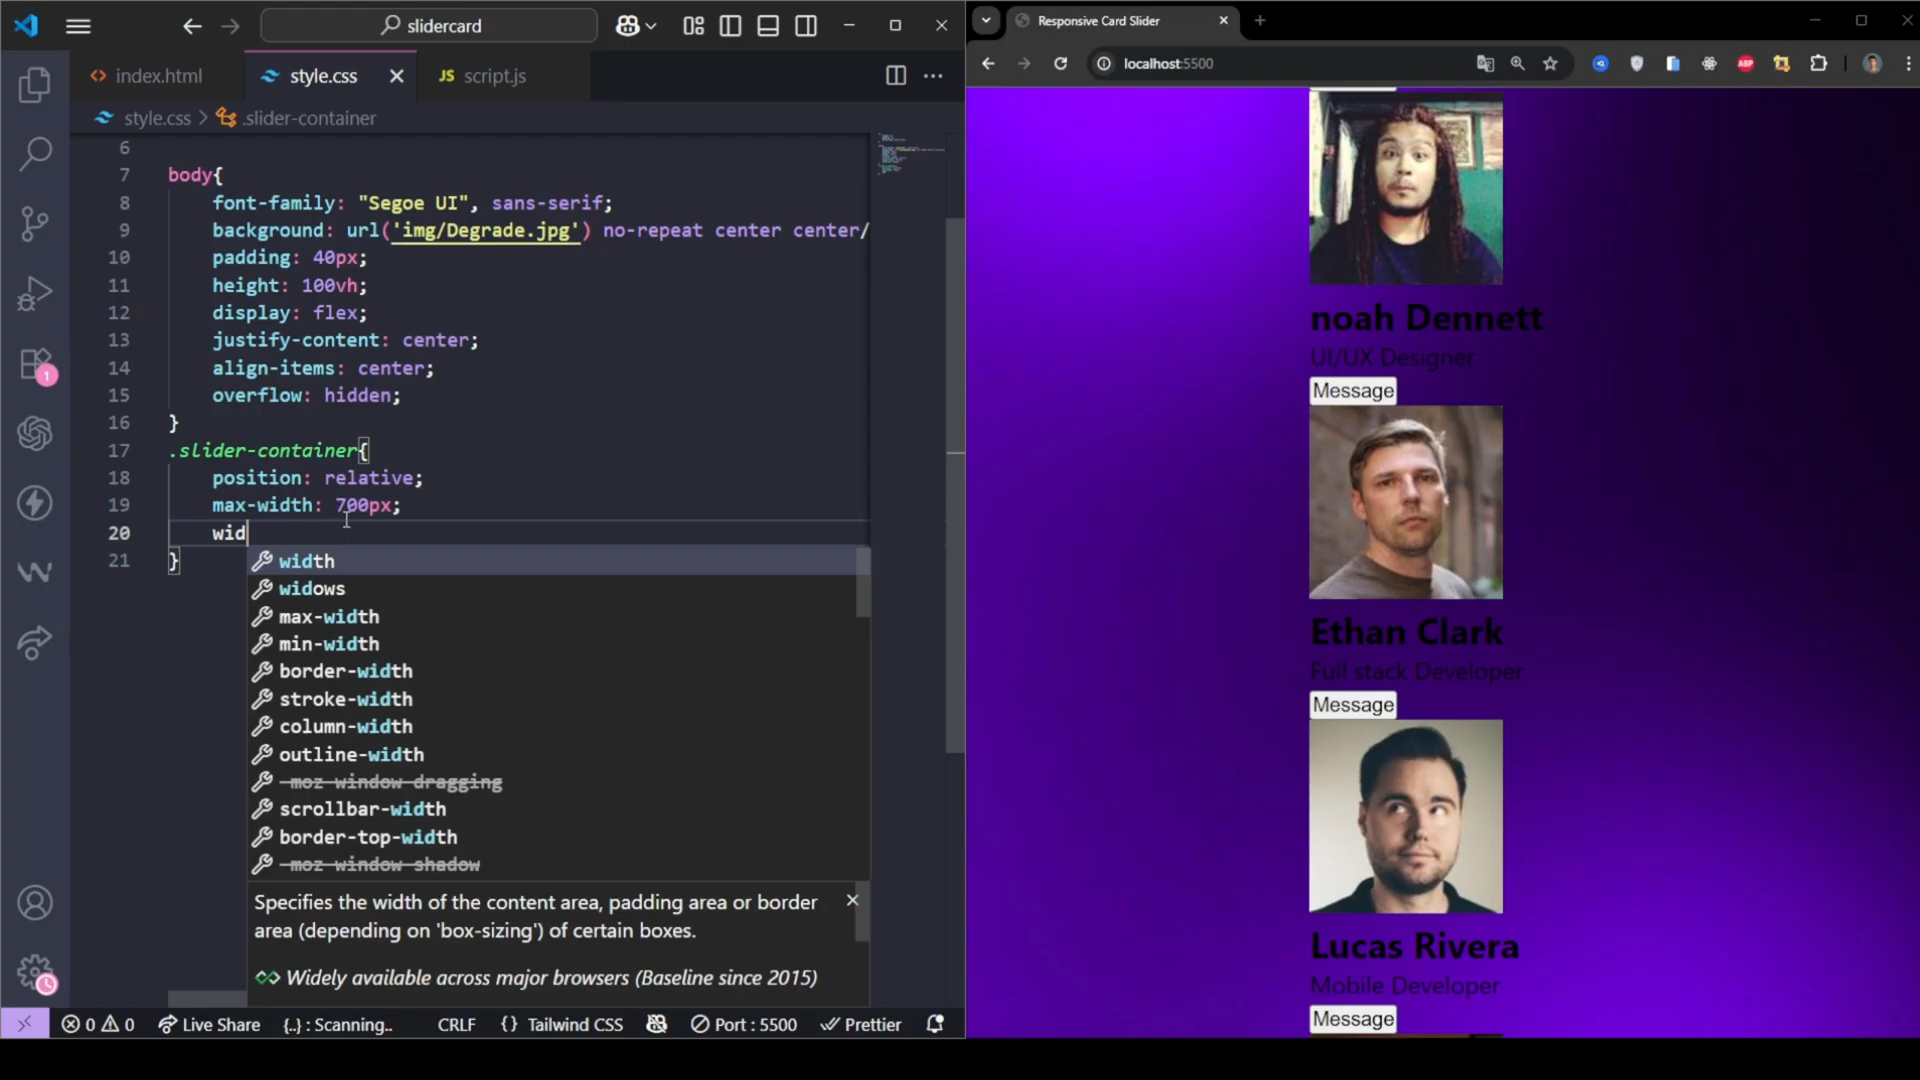 slidercard
index.html
style.css
JS script.js
style.css > .slider-container
6
7 body{
8 font-family: "Segoe UI", sans-serif;
9 background: url('img/Degrade.jpg') no-repeat center center/
10 padding: 40px;
11 height: 100vh;
12 display: flex;
13 justify-content: center;
14 align-items: center;
15 overflow: hidden;
16 }
17 .slider-container{
18 position: relative;
19 max-width: 700px;
20 wid
21 }
width
widows
max-width
min-width
border-width
stroke-width
column-width
outline-width
-moz-window-dragging
scrollbar-width
border-top-width
-moz-window-shadow
Specifies the width of the content area, padding area or border
area (depending on 'box-sizing') of certain boxes.
Widely available across major browsers (Baseline since 2015)
1
0 0 Live Share {..} : Scanning.. CRLF {} Tailwind CSS Port : 5500 Prettier
Responsive Card Slider
localhost:5500
ABP
noah Dennett
UI/UX Designer
Message
Ethan Clark
Full stack Developer
Message
Lucas Rivera
Mobile Developer
Message